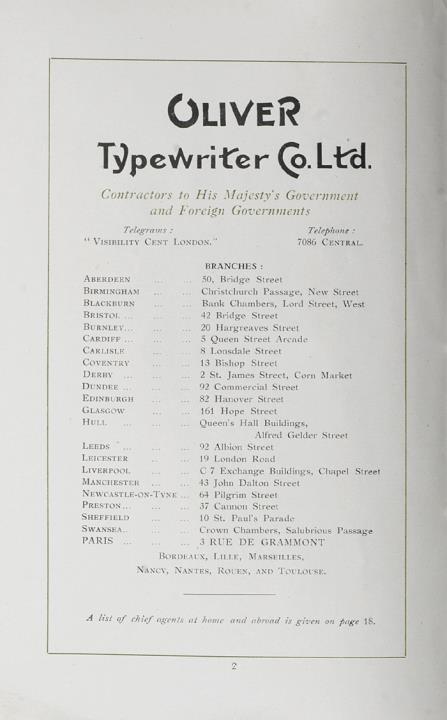 OLIVER
Typewriter Co. Ltd.
Contractors to His Majesty's Government
and Foreign Governments
Telegrams : Telephone :
"VISIBILITY CENT LONDON." 7086 CENTRAL.
BRANCHES :
ABERDEEN ... ... 50, Bridge Street
BIRMINGHAM ... ... Christchurch Passage, New Street
BLACKBURN ... ... Bank Chambers, Lord Street, West
BRISTOL ... ... 42 Bridge Street
BURNLEY... ... 20 Hargreaves Street
CARDIFF ... ... 5 Queen Street Arcade
CARLISLE ... ... 8 Lonsdale Street
COVENTRY ... ... 13 Bishop Street
DERBY ... ... ... 2 St. James Street, Corn Market
DUNDEE ... ... 92 Commercial Street
EDINBURGH ... ... 82 Hanover Street
GLASGOW ... ... 161 Hope Street
HULL ... ... Queen's Hall Buildings,
Alfred Gelder Street
LEEDS ... ... ... 92 Albion Street
LEICESTER ... ... 19 London Road
LIVERPOOL ... ... C 7 Exchange Buildings, Chapel Street
MANCHESTER ... ... 43 John Dalton Street
NEWCASTLE-ON-TYNE ... 64 Pilgrim Street
PRESTON... ... ... 37 Cannon Street
SHEFFIELD ... ... 10 St. Paul's Parade
SWANSEA.. ... ... Crown Chambers, Salubrious Passage
PARIS ... ... ... 3 RUE DE GRAMMONT
BORDEAUX, LILLE, MARSEILLES,
NANCY, NANTES, ROUEN, AND TOULOUSE.
A list of chief agents at home and abroad is given on page 18.
2